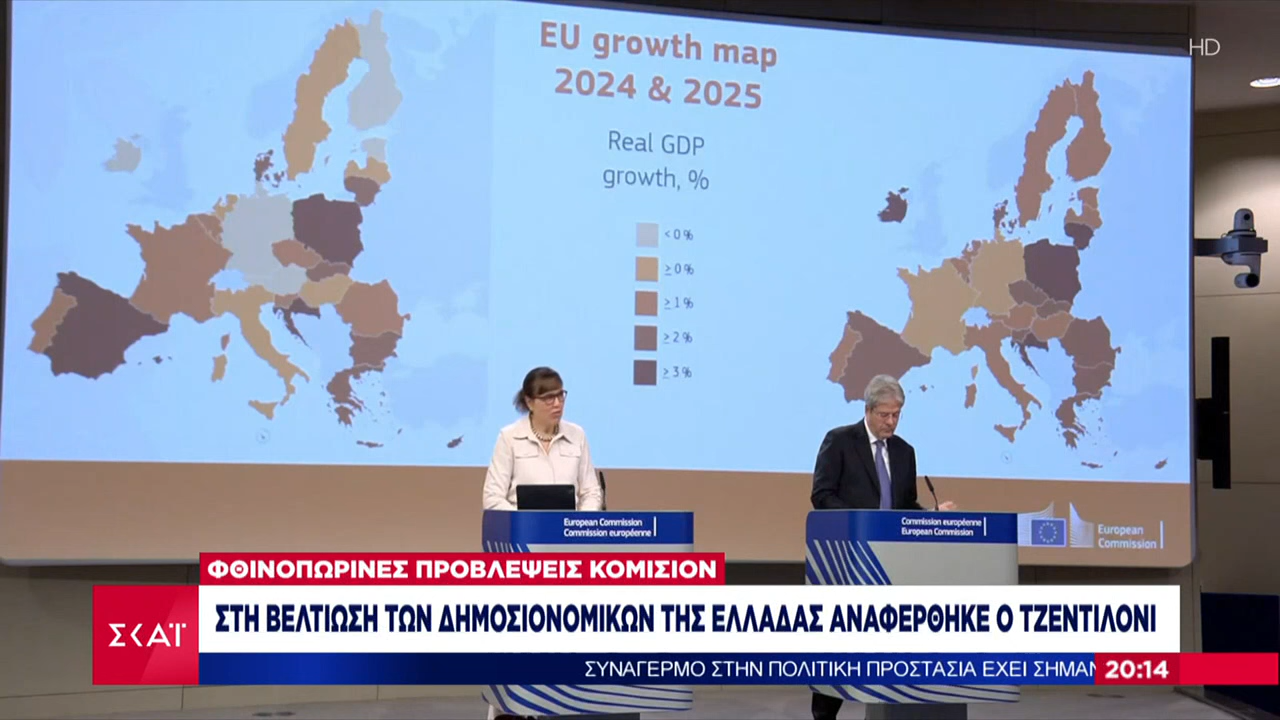 HD
EU growth map
2024 & 2025
Real GDP
growth, %
< 0 %
≥ 0 %
≥ 1 %
≥ 2 %
≥ 3 %
European Commission
Commission européenne
Commission européenne
European Commission
European
Commission
ΦΘΙΝΟΠΩΡΙΝΕΣ ΠΡΟΒΛΕΨΕΙΣ ΚΟΜΙΣΙΟΝ
ΣΚΑΪ
ΣΤΗ ΒΕΛΤΙΩΣΗ ΤΩΝ ΔΗΜΟΣΙΟΝΟΜΙΚΩΝ ΤΗΣ ΕΛΛΑΔΑΣ ΑΝΑΦΕΡΘΗΚΕ Ο ΤΖΕΝΤΙΛΟΝΙ
ΣΥΝΑΓΕΡΜΟ ΣΤΗΝ ΠΟΛΙΤΙΚΗ ΠΡΟΣΤΑΣΙΑ ΕΧΕΙ ΣΗΜΑΝ
20:14